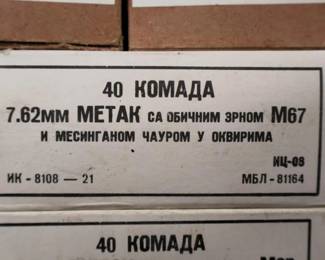 40 КОМАДА
7.62мм МЕТАК СА ОБИЧНИМ ЗРНОМ М67
И МЕСИНГАНОМ ЧАУРОМ У ОКВИРИМА
ИЦ-08
ИК - 8108 — 21 МБЛ - 81164
40 КОМАДА